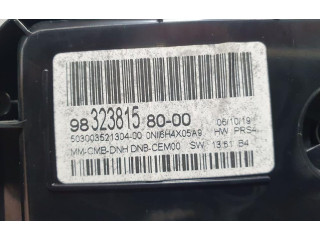 98 323815 80-00 06/10/19
503003521304-00 0NI6H4X05A9 HW PRS4
MM-CMB-DNH DNB-CEM00 SW 13.51 B4